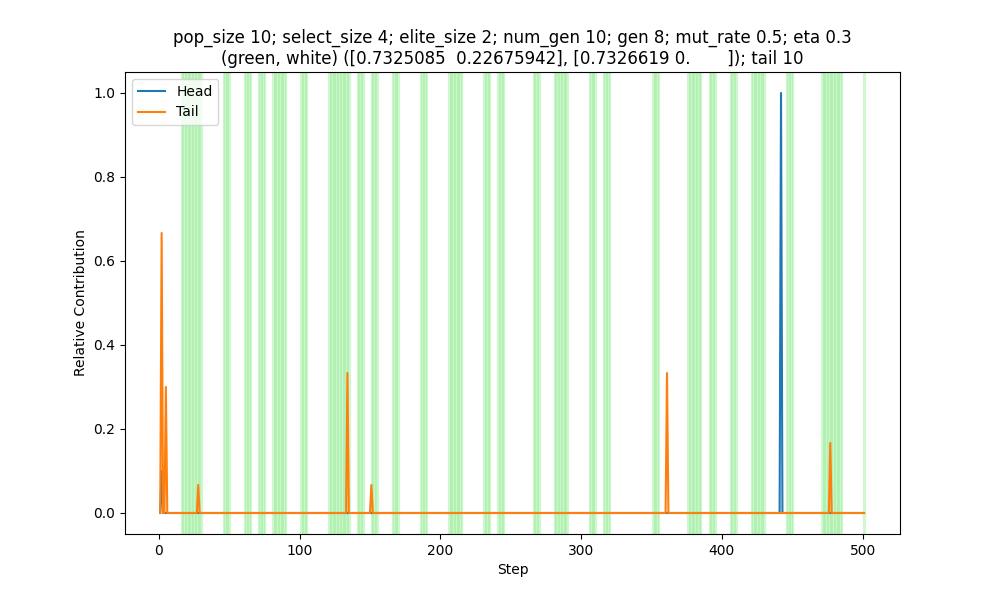 pop_size 10; select_size 4; elite_size 2; num_gen 10; gen 8; mut_rate 0.5; eta 0.3
(green, white) ([0.7325085  0.22675942], [0.7326619 0.        ]); tail 10
Head
Tail
1.0
0.8
0.6
0.4
0.2
0.0
Relative Contribution
0 100 200 300 400 500
Step